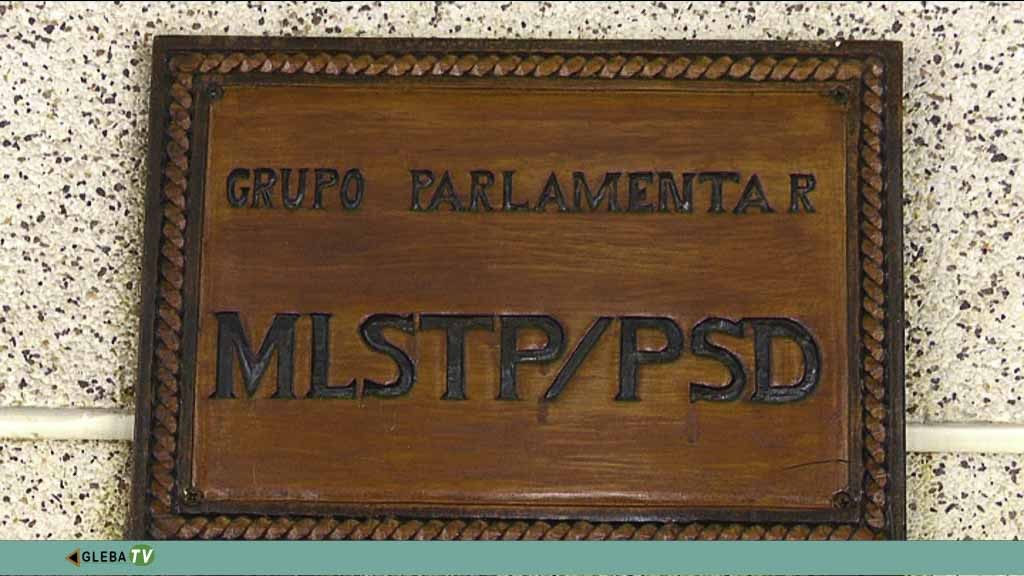 GRUPO PARLAMENTAR
MLSTP/PSD
GLEBA TV